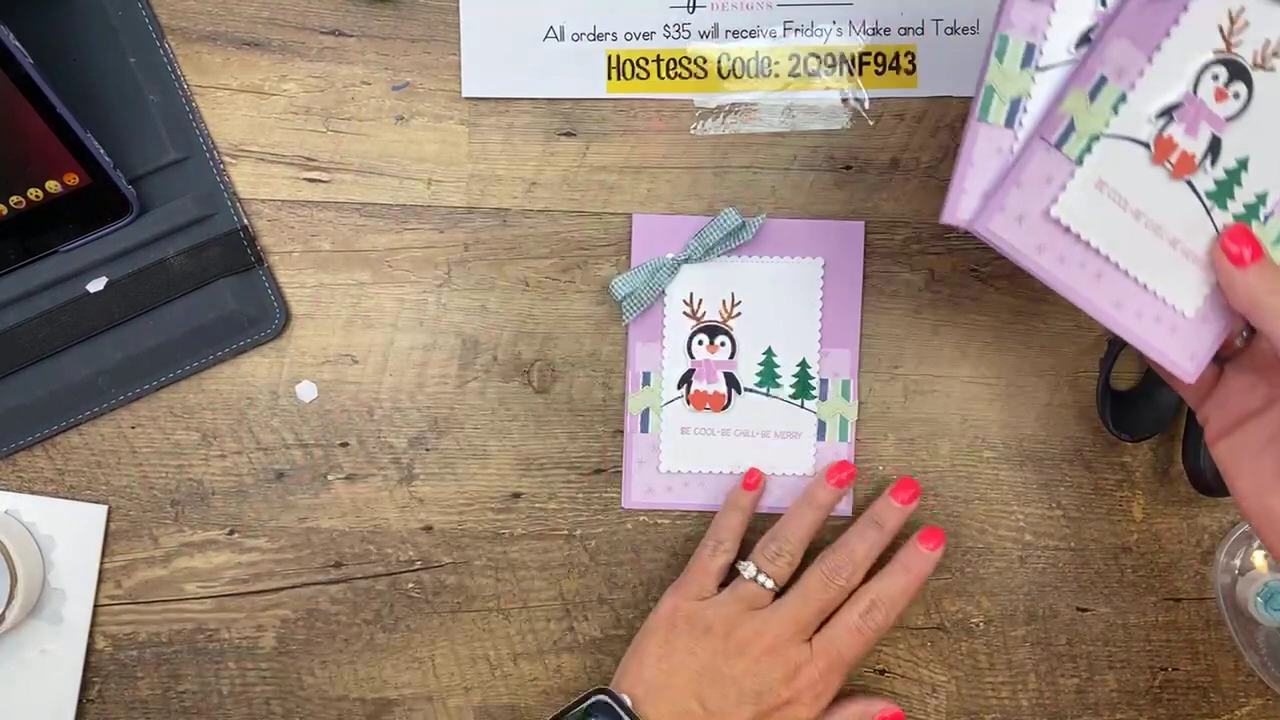 DESIGNS
All orders over $35 will receive Friday's Make and Takes!
Hostess Code: 2Q9NF943
BE COOL•BE CHILL•BE MERRY